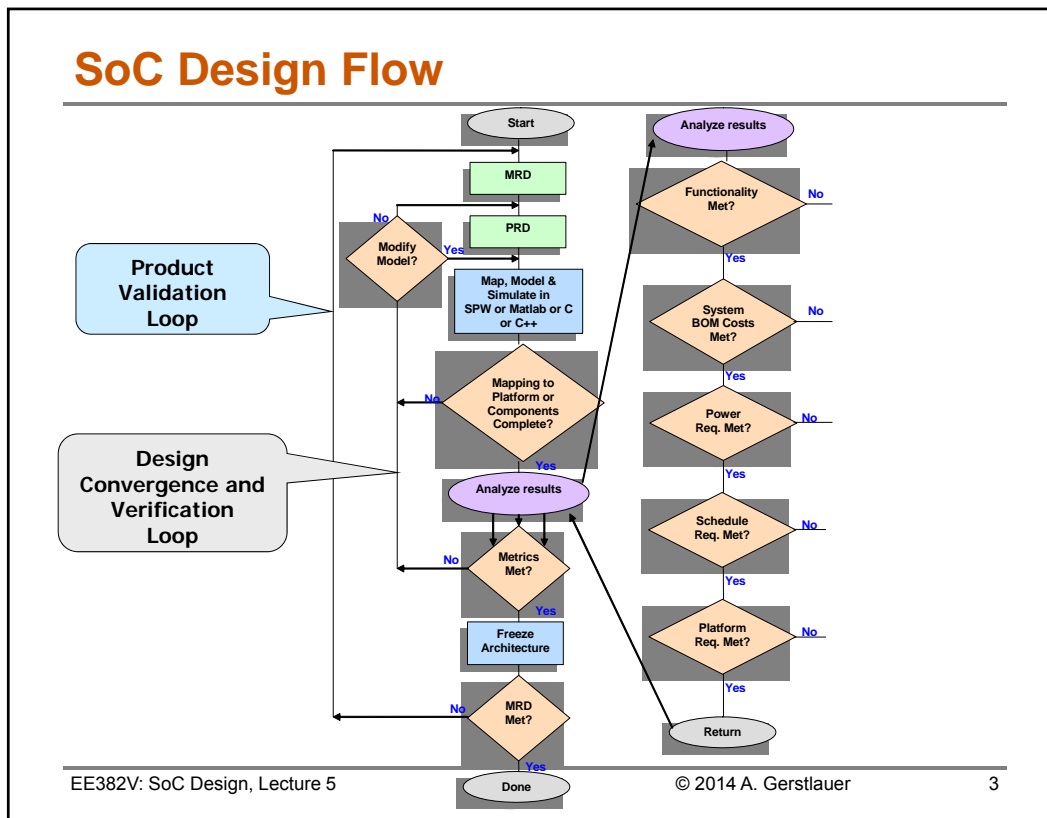 SoC Design Flow
Start
MRD
No
PRD
Modify
Model?
Yes
Map, Model &
Simulate in
SPW or Matlab or C
or C++
Product
Validation
Loop
Mapping to
Platform or
Components
Complete?
No
Yes
Design
Convergence and
Verification
Loop
Analyze results
No
Metrics
Met?
Yes
Freeze
Architecture
No
MRD
Met?
Yes
Done
Analyze results
Functionality
Met?
No
Yes
System
BOM Costs
Met?
No
Yes
Power
Req. Met?
No
Yes
Schedule
Req. Met?
No
Yes
Platform
Req. Met?
No
Yes
Return
EE382V: SoC Design, Lecture 5
© 2014 A. Gerstlauer
3